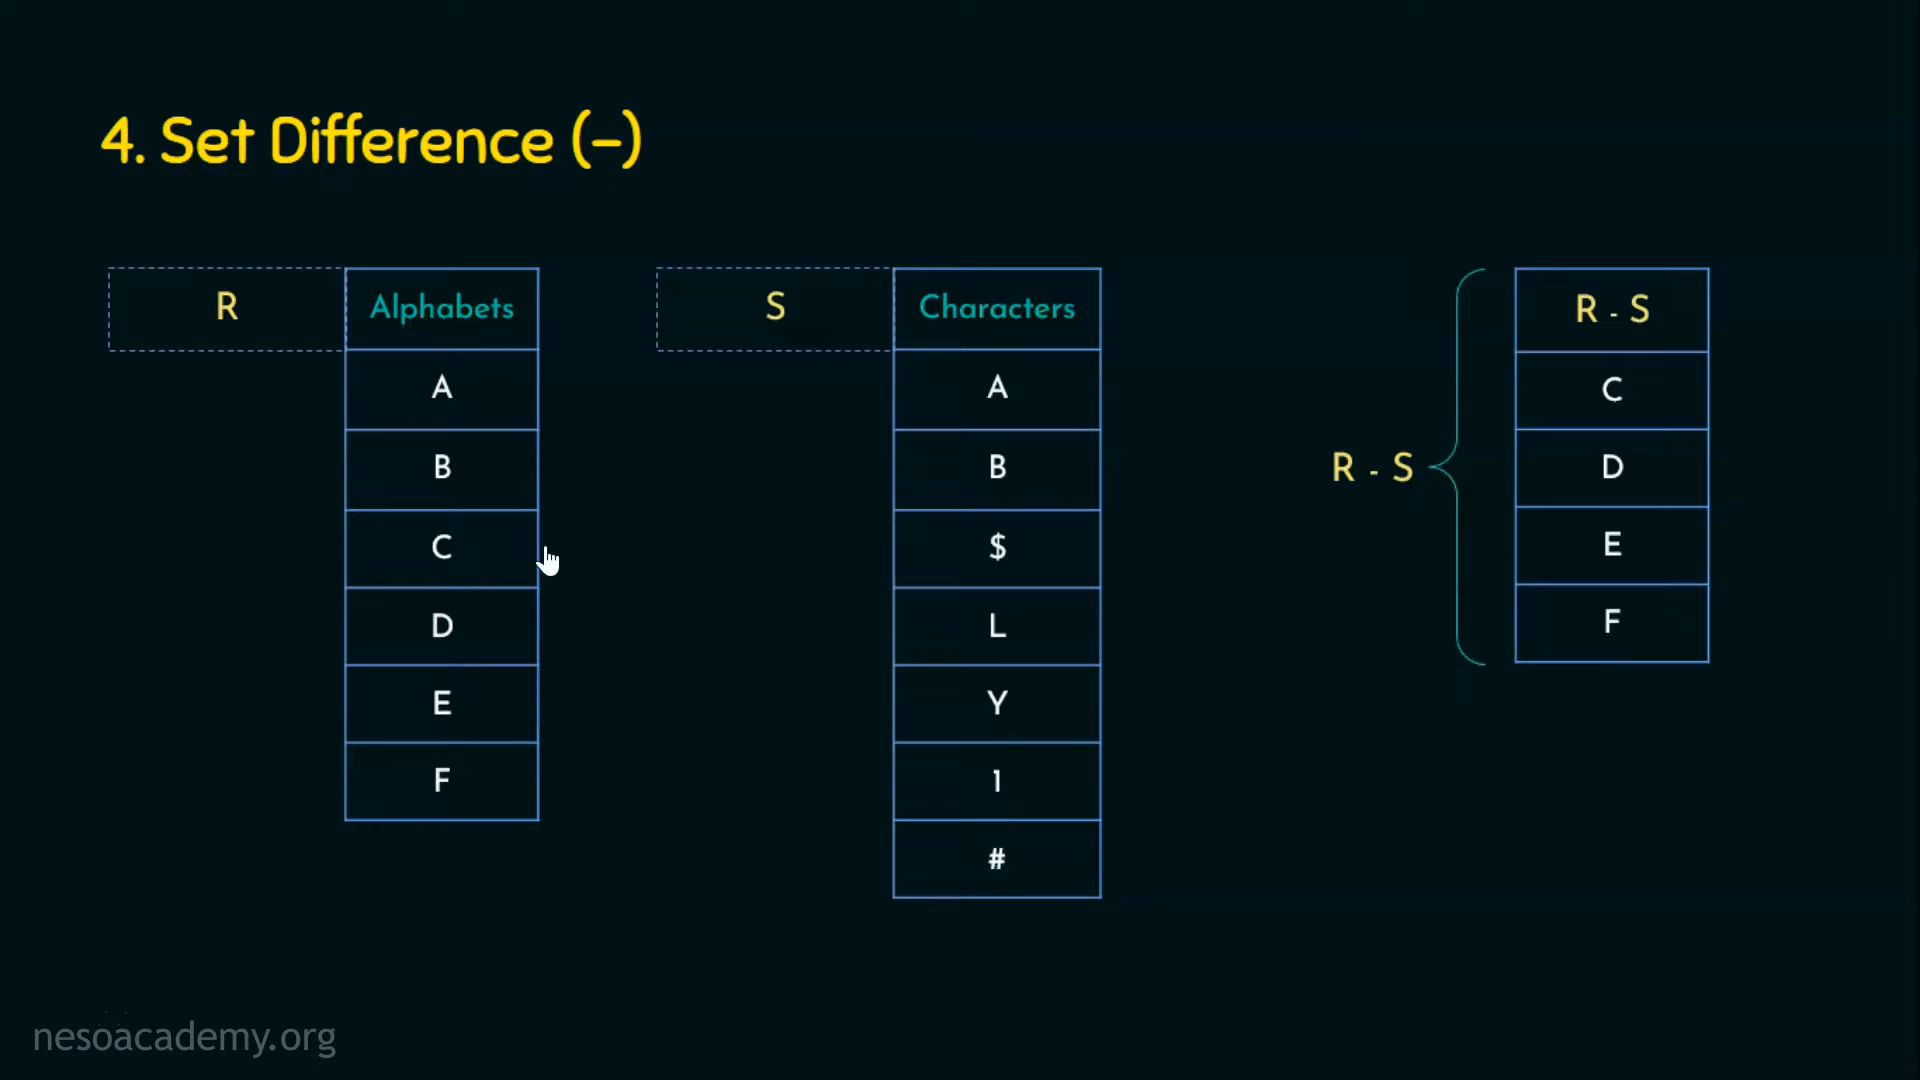 4. Set Difference (-)
R
Alphabets
A
B
C
D
E
F
S
Characters
A
B
$
L
Y
1
#
R - S
R - S
C
D
E
F
nesoacademy.org